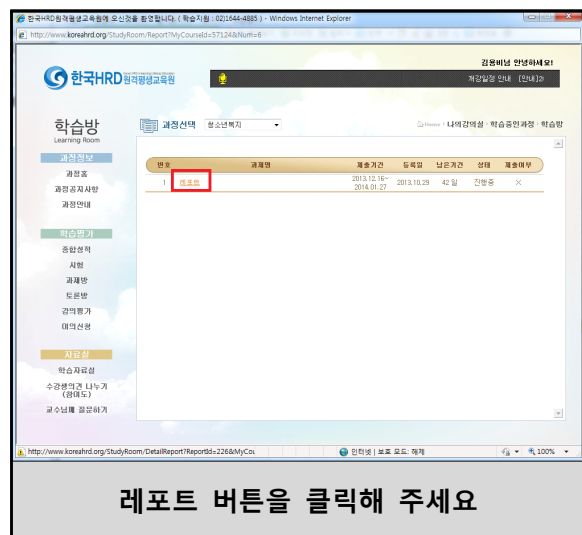 한국HRD원격평생교육원에 오신것을 환영합니다. ( 학습지원 : 02)1644-4885 ) - Windows Internet Explorer
http://www.koreahrd.org/StudyRoom/Report?MyCourseId=57124&Num=6
김용비님 안녕하세요!
한국HRD원격평생교육원
개강일정 안내 [안내]2
학습방
Learning Room
과정선택 청소년복지
Home > 나의강의실 > 학습중인과정 > 학습방
과정정보
과정홈
과정공지사항
과정안내
학습평가
종합성적
시험
과제방
토론방
강의평가
이의신청
자료실
학습자료실
수강생의견 나누기
(참여도)
교수님께 질문하기
번호 과제명 제출기간 등록일 남은기간 상태 제출여부
1 레포트 2013.12.16~ 2014.01.27 2013.10.29 42 일 진행중 X
http://www.koreahrd.org/StudyRoom/DetailReport?ReportId=226&MyCou
인터넷 | 보호 모드: 해제
100%
레포트 버튼을 클릭해 주세요